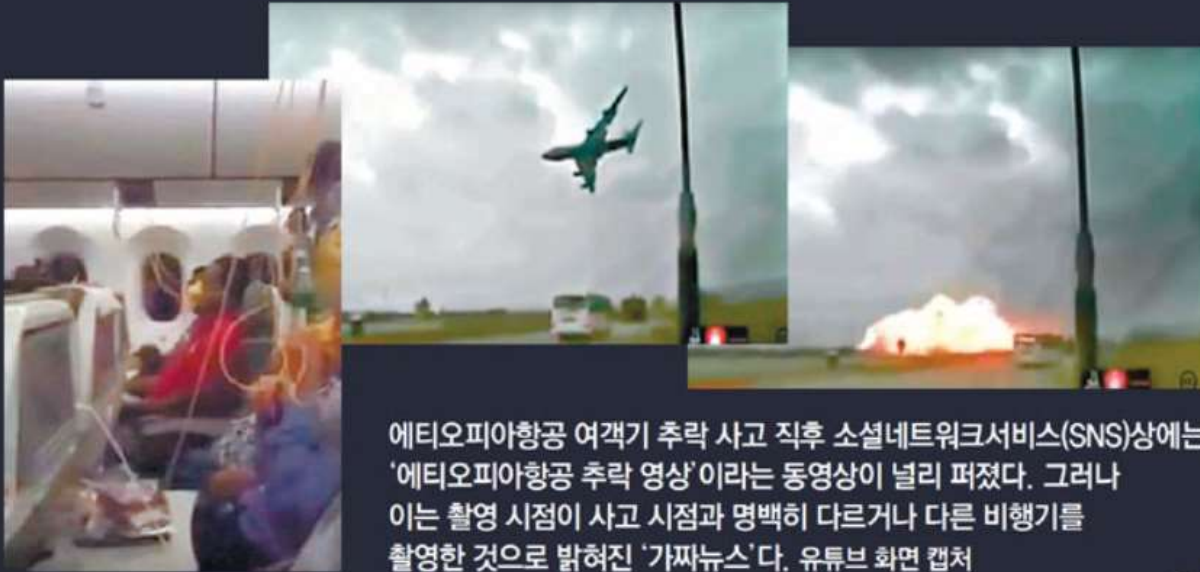 에티오피아항공 여객기 추락 사고 직후 소셜네트워크서비스(SNS)상에는
‘에티오피아항공 추락 영상’이라는 동영상이 널리 퍼졌다. 그러나
이는 촬영 시점이 사고 시점과 명백히 다르거나 다른 비행기를
촬영한 것으로 밝혀진 ‘가짜뉴스’다. 유튜브 화면 캡처